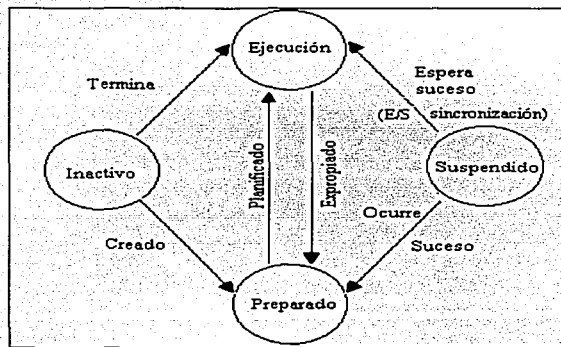 Ejecución
Termina
Espera
suceso
(E/S sincronización)
Inactivo
Planificado
Expropiado
Suspendido
Creado
Ocurre
Suceso
Preparado